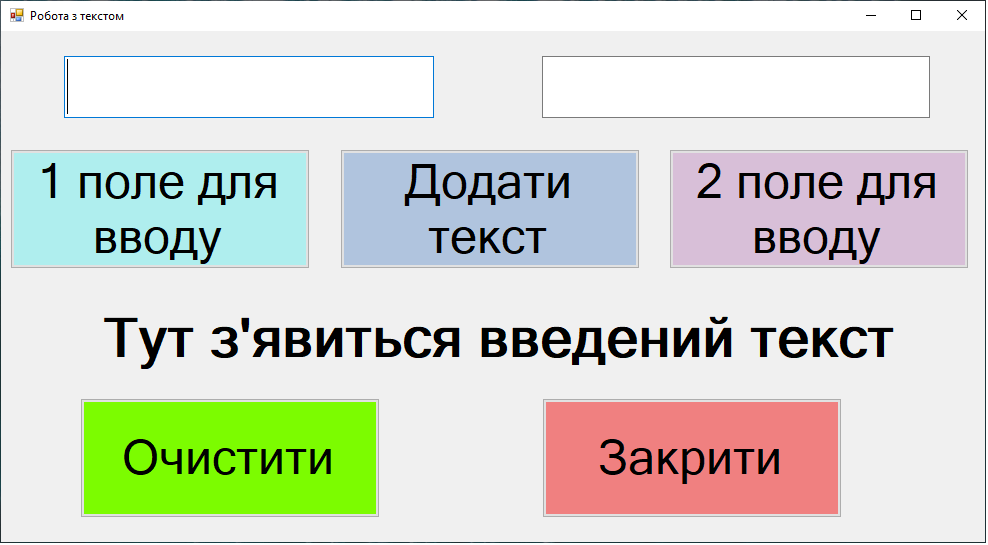 Робота з текстом
1 поле для
вводу
Додати
текст
2 поле для
вводу
Тут з'явиться введений текст
Очистити
Закрити